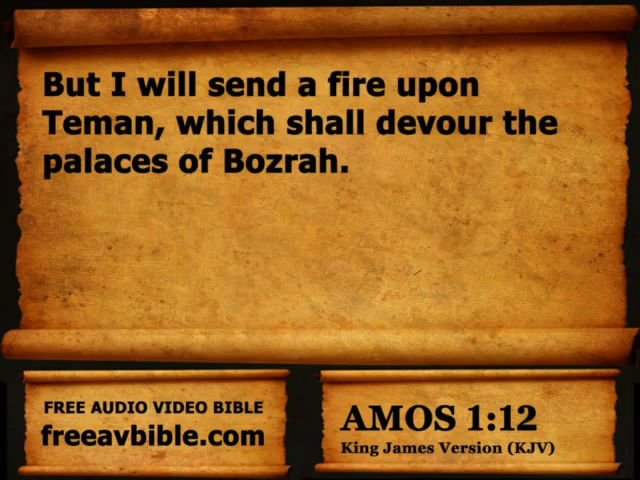 But I will send a fire upon
Teman, which shall devour the
palaces of Bozrah.
FREE AUDIO VIDEO BIBLE
freeavbible.com
AMOS 1:12
King James Version (KJV)